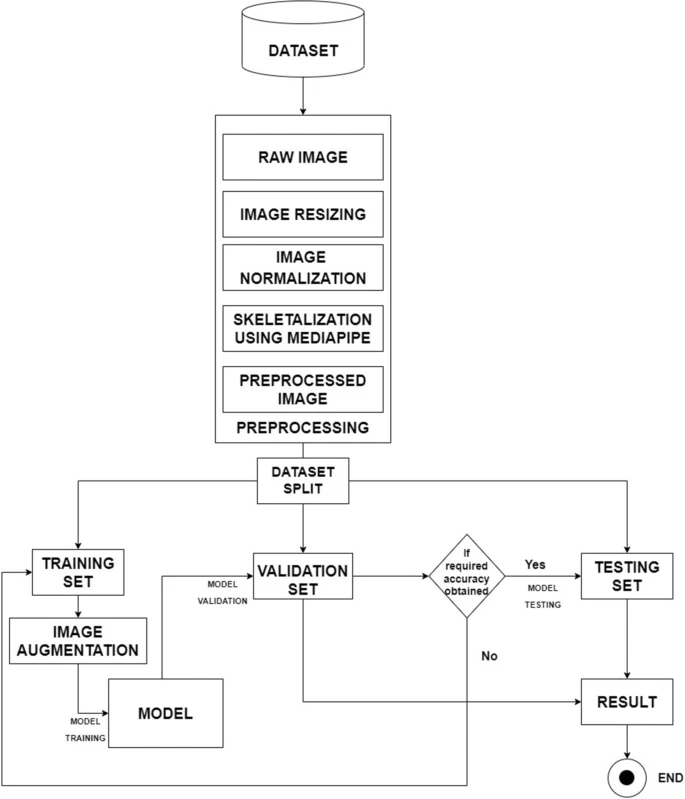 DATASET
RAW IMAGE
IMAGE RESIZING
IMAGE
NORMALIZATION
SKELETALIZATION
USING MEDIAPIPE
PREPROCESSED
IMAGE
PREPROCESSING
DATASET
SPLIT
TRAINING
SET
IMAGE
AUGMENTATION
MODEL
TRAINING
MODEL
MODEL
VALIDATION
VALIDATION
SET
If
required
accuracy
obtained
Yes
MODEL
TESTING
No
TESTING
SET
RESULT
END